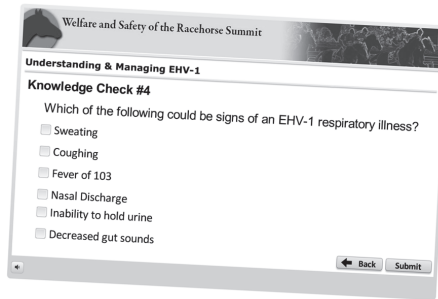 Welfare and Safety of the Racehorse Summit
Understanding & Managing EHV-1
Knowledge Check #4
Which of the following could be signs of an EHV-1 respiratory illness?
Sweating
Coughing
Fever of 103
Nasal Discharge
Inability to hold urine
Decreased gut sounds
Back Submit